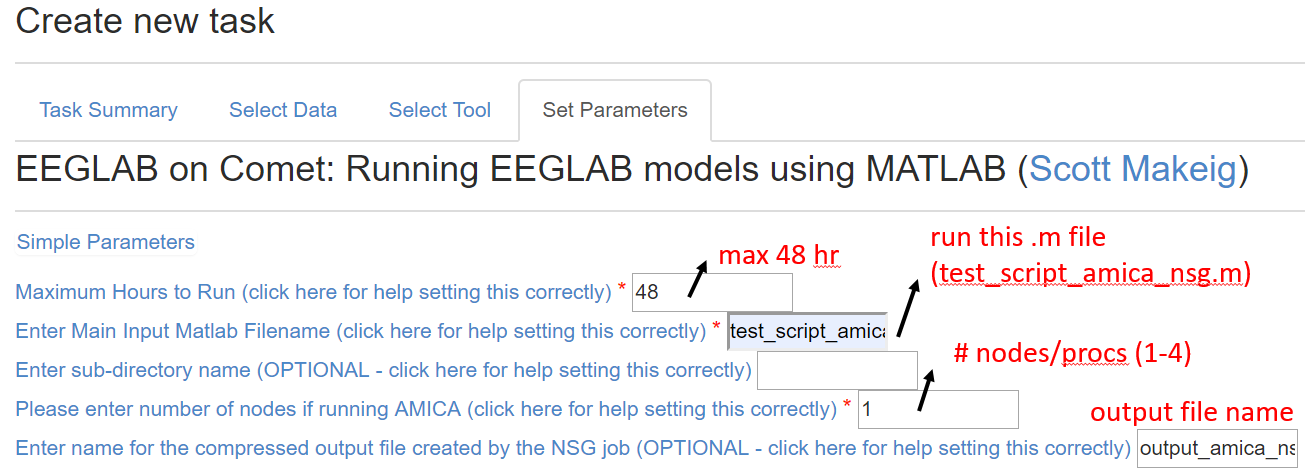 Create new task
Task Summary Select Data Select Tool Set Parameters
EEGLAB on Comet: Running EEGLAB models using MATLAB (Scott Makeig)
Simple Parameters
run this .m file
(test_script_amica_nsg.m)
max 48 hr
Maximum Hours to Run (click here for help setting this correctly) * 48
Enter Main Input Matlab Filename (click here for help setting this correctly) * test_script_amica
Enter sub-directory name (OPTIONAL - click here for help setting this correctly)
# nodes/procs (1-4)
Please enter number of nodes if running AMICA (click here for help setting this correctly) * 1
output file name
Enter name for the compressed output file created by the NSG job (OPTIONAL - click here for help setting this correctly) output_amica_ns